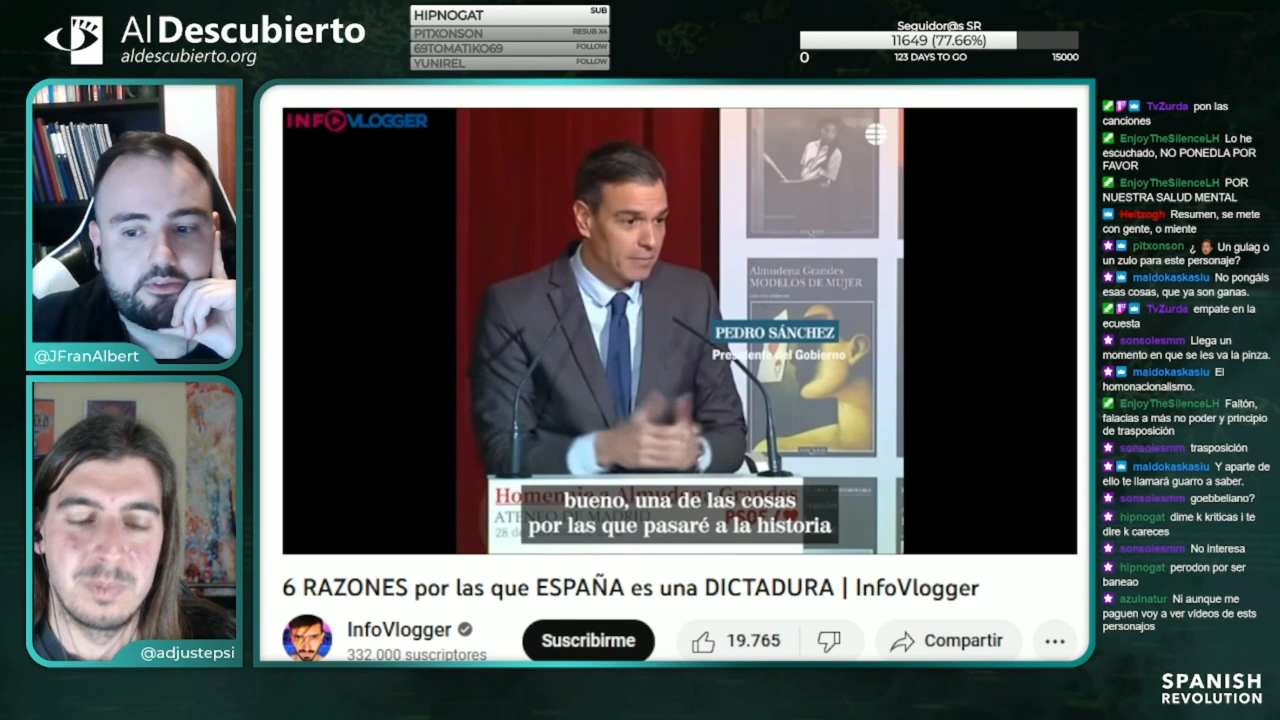 Al Descubierto
aldescubierto.org
HIPNOGAT SUB
PITXONSON RESUB X4
69TOMATIKO69 FOLLOW
YUNIREL FOLLOW
Seguidor@s SR
11649 (77.66%)
0 123 DAYS TO GO 15000
@JFranAlbert
@adjustepsi
INFOVLOGGER
Almudena Grandes
MODELOS DE MUJER
PEDRO SÁNCHEZ
Presidente del Gobierno
Homenaje a Almudena Grandes
ATENEO DE MADRID
28 de
bueno, una de las cosas
por las que pasaré a la historia
6 RAZONES por las que ESPAÑA es una DICTADURA | InfoVlogger
InfoVlogger
332.000 suscriptores
Suscribirme
19.765
Compartir
TvZurda pon las
canciones
EnjoyTheSilenceLH Lo he
escuchado, NO PONEDLA POR
FAVOR
EnjoyTheSilenceLH POR
NUESTRA SALUD MENTAL
Heitzogh Resumen, se mete
con gente, o miente
pitxonson ¿ Un gulag o
un zulo para este personaje?
maidokaskasiu No pongáis
esas cosas, que ya son ganas.
TvZurda empate en la
ecuesta
sonsolesmm Llega un
momento en que se les va la pinza.
maidokaskasiu El
homonacionalismo.
EnjoyTheSilenceLH Faltón,
falacias a más no poder y principio
de trasposición
sonsolesmm trasposición
maidokaskasiu Y aparte de
ello te llamará guarro a saber.
sonsolesmm goebbeliano?
hipnogat dime k kriticas i te
dire k careces
sonsolesmm No interesa
hipnogat perodon por ser
baneao
azulnatur Ni aunque me
paguen voy a ver vídeos de ests
personajos
SPANISH
REVOLUTION